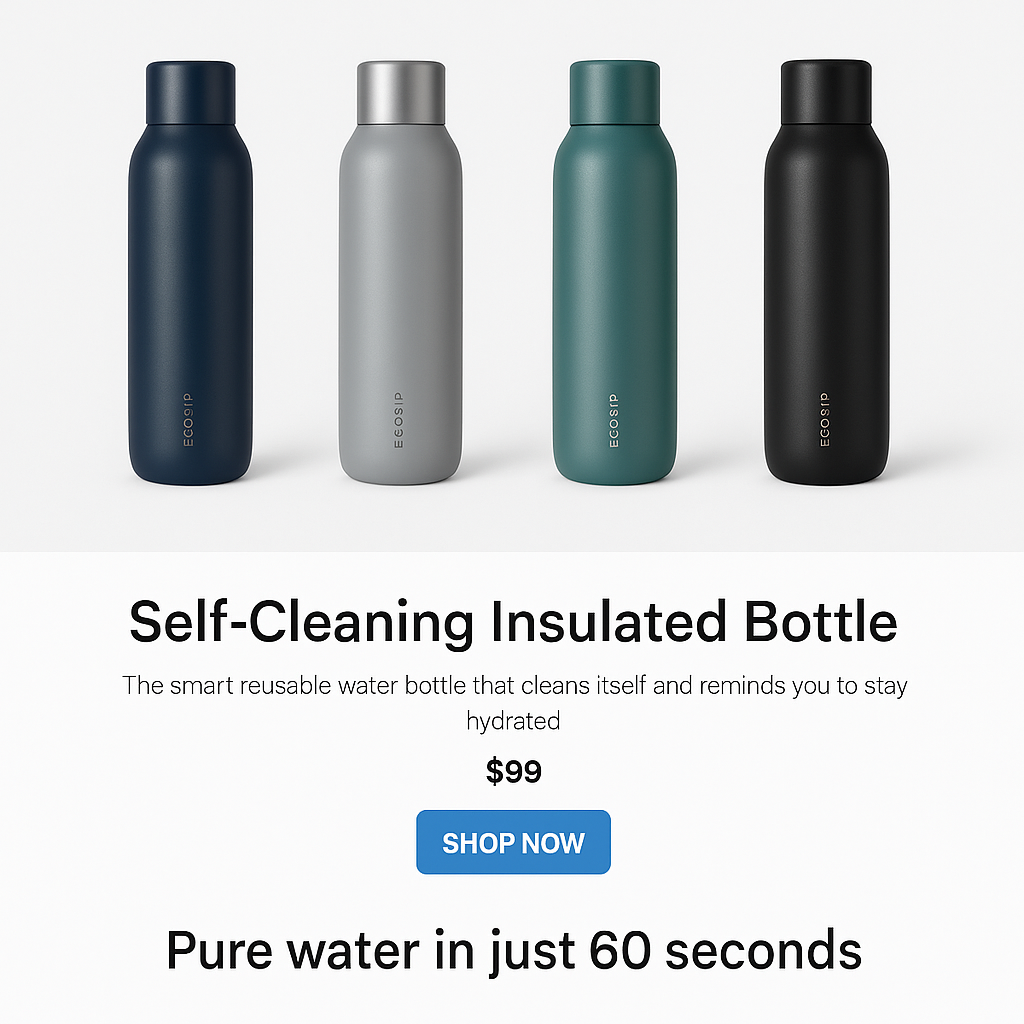 ECOSIP
ECOSIP
ECOSIP
ECOSIP
Self-Cleaning Insulated Bottle
The smart reusable water bottle that cleans itself and reminds you to stay
hydrated
$99
SHOP NOW
Pure water in just 60 seconds